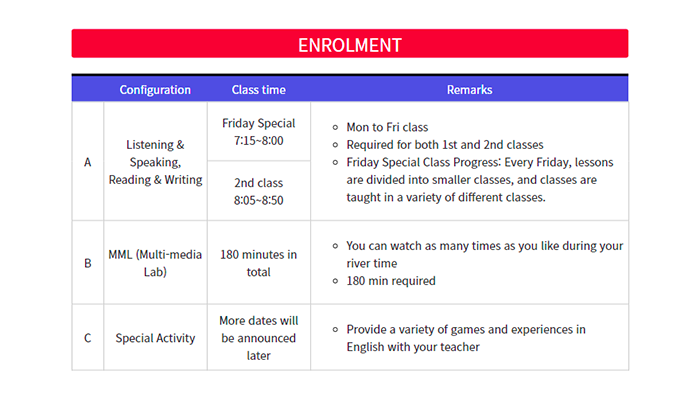 ENROLMENT
Configuration Class time Remarks
A
Listening &
Speaking,
Reading & Writing
Friday Special
7:15~8:00
2nd class
8:05~8:50
Mon to Fri class
Required for both 1st and 2nd classes
Friday Special Class Progress: Every Friday, lessons
are divided into smaller classes, and classes are
taught in a variety of different classes.
B
MML (Multi-media
Lab)
180 minutes in
total
You can watch as many times as you like during your
river time
180 min required
C
Special Activity
More dates will
be announced
later
Provide a variety of games and experiences in
English with your teacher